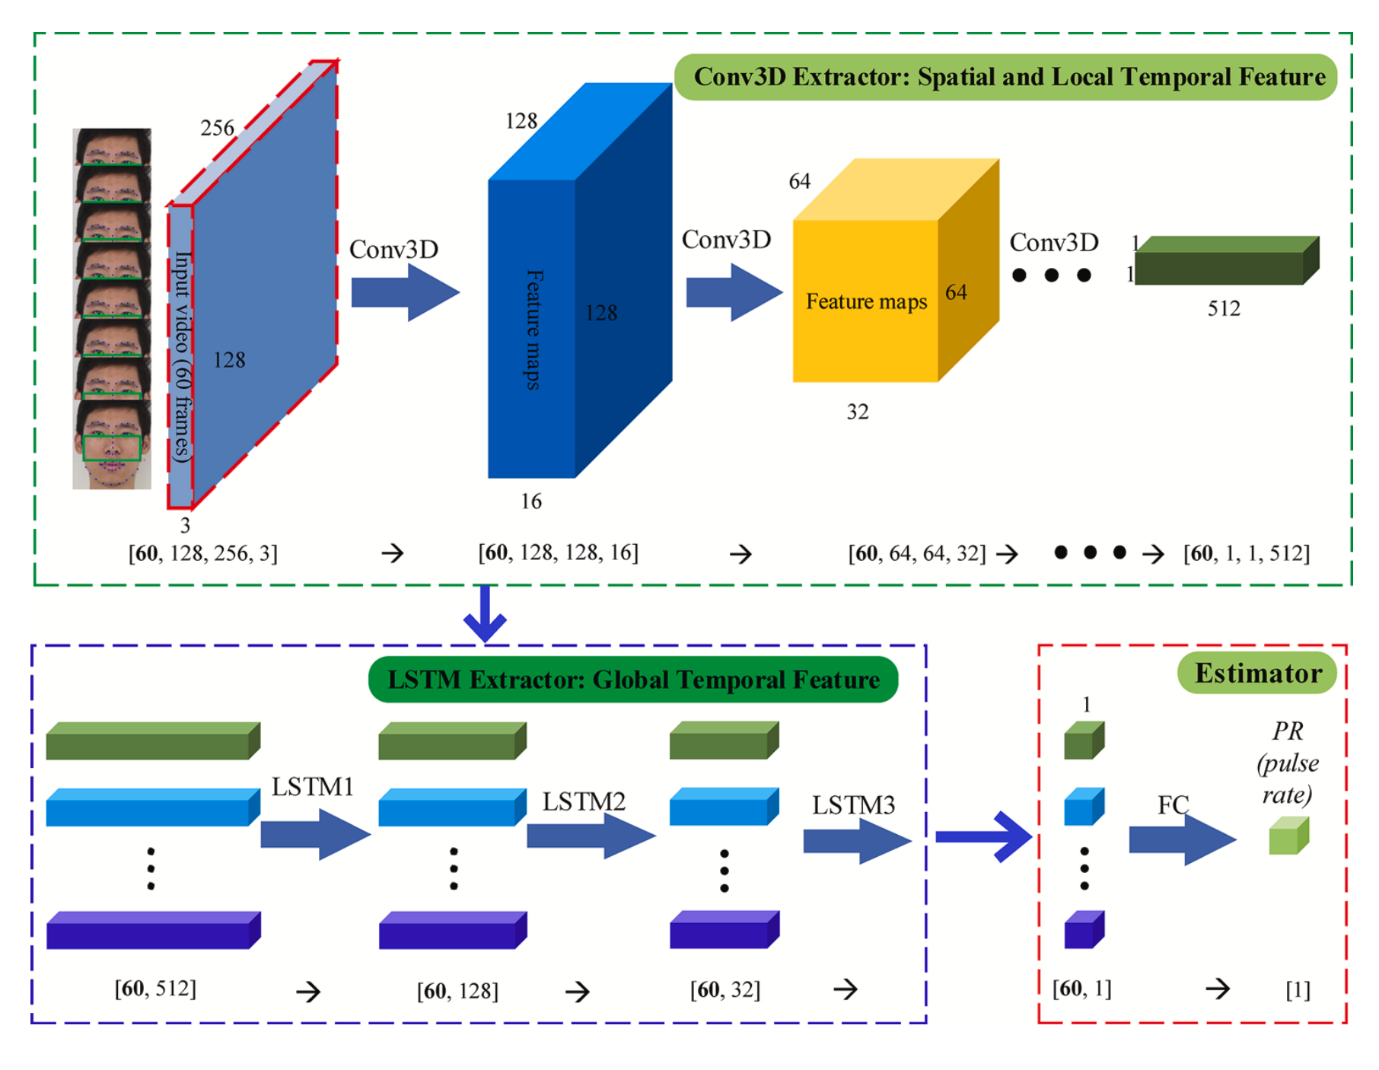 Conv3D Extractor: Spatial and Local Temporal Feature
256
Input video (60 frames)
128
3
Conv3D
128
Feature maps
128
16
Conv3D
64
Feature maps
64
32
Conv3D
1
1
512
[60, 128, 256, 3] → [60, 128, 128, 16] → [60, 64, 64, 32] → ••• → [60, 1, 1, 512]
LSTM Extractor: Global Temporal Feature
LSTM1
LSTM2
LSTM3
[60, 512] → [60, 128] → [60, 32] →
Estimator
1
FC
PR
(pulse
rate)
[60, 1] → [1]